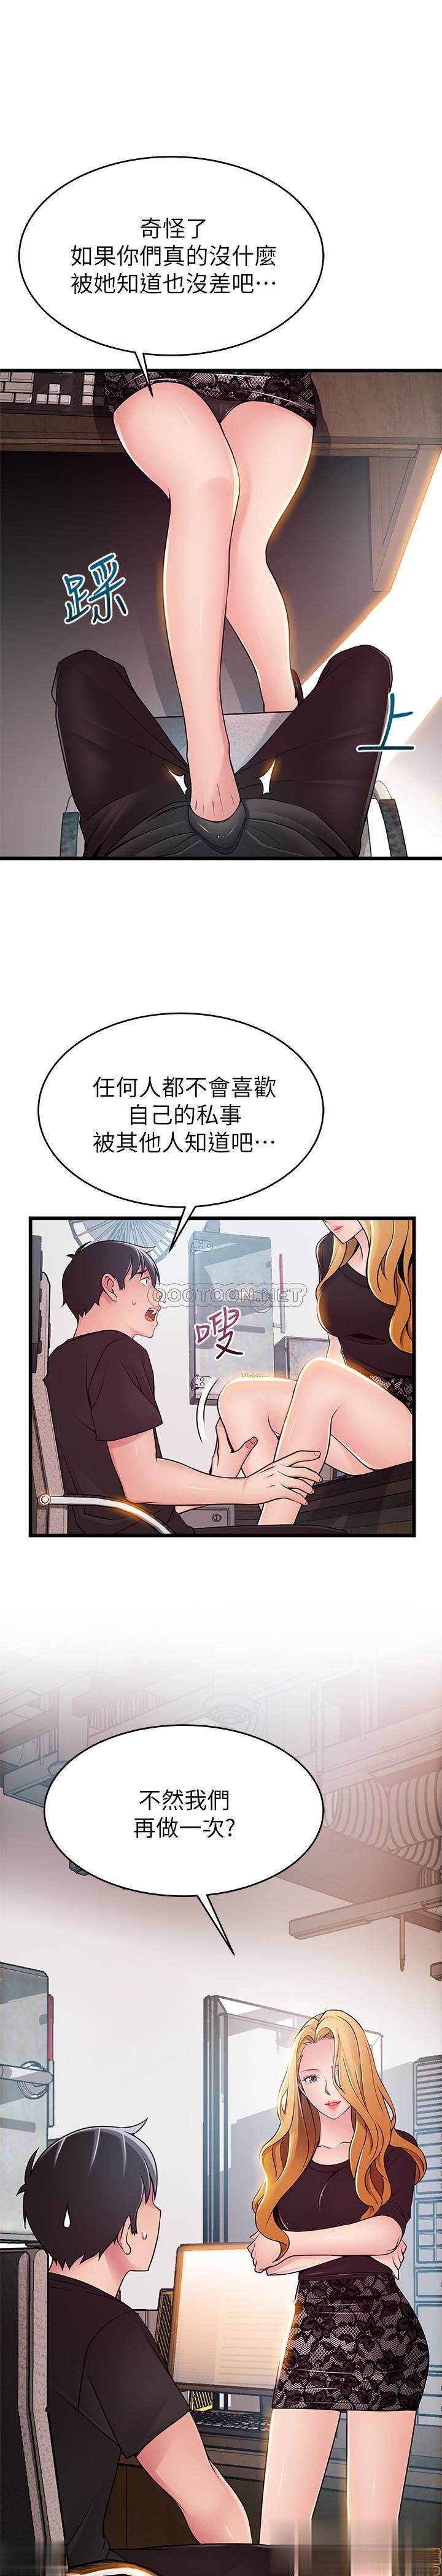 奇怪了
如果你們真的沒什麼
被她知道也沒差吧…
踩
上
任何人都不會喜歡
自己的私事
被其他人知道吧…
QOOTOON.NET
嗖
不然我們
再做一次?